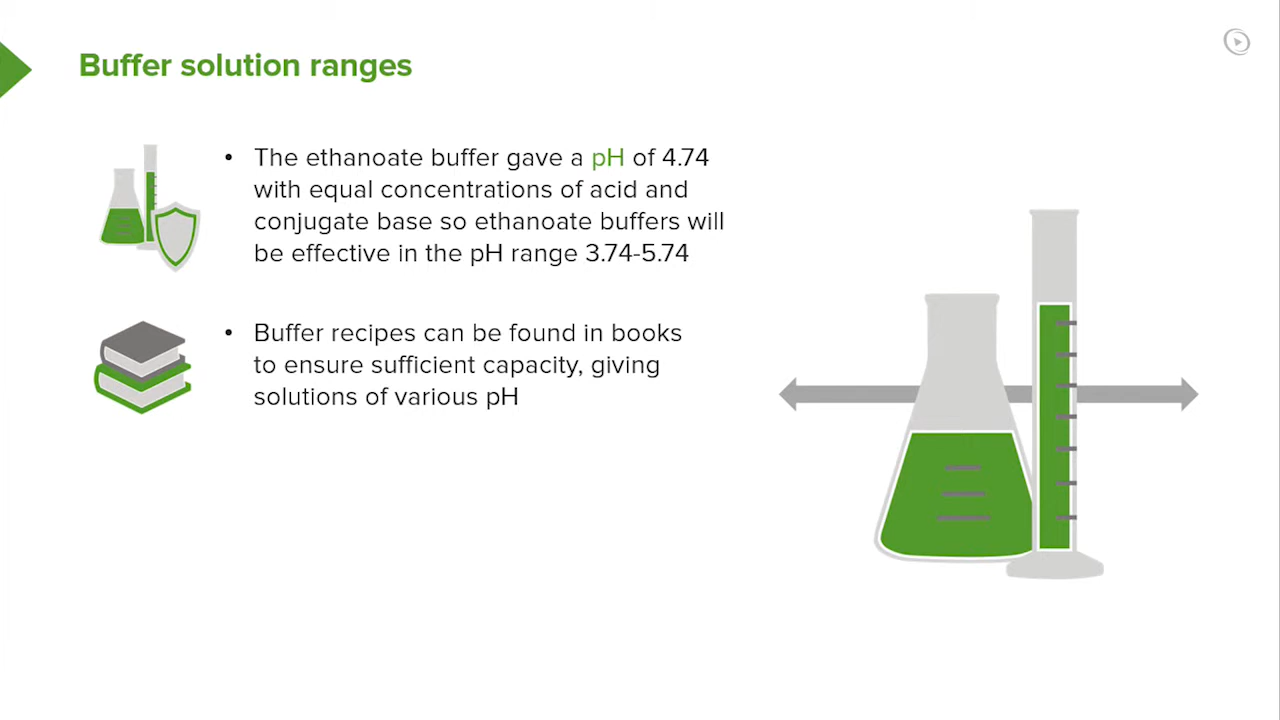 Buffer solution ranges
• The ethanoate buffer gave a pH of 4.74
with equal concentrations of acid and
conjugate base so ethanoate buffers will
be effective in the pH range 3.74-5.74
• Buffer recipes can be found in books
to ensure sufficient capacity, giving
solutions of various pH